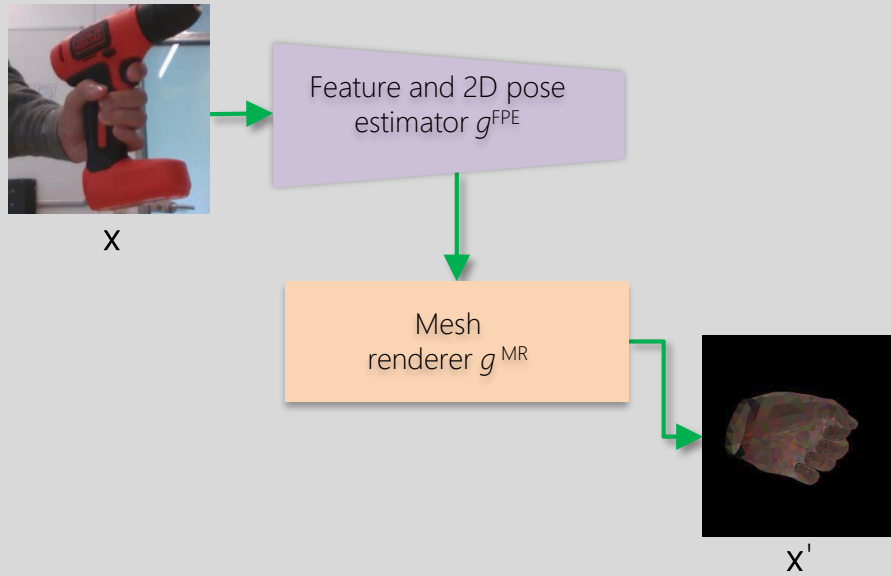 Feature and 2D pose
estimator gFPE
x
Mesh
renderer g MR
x'